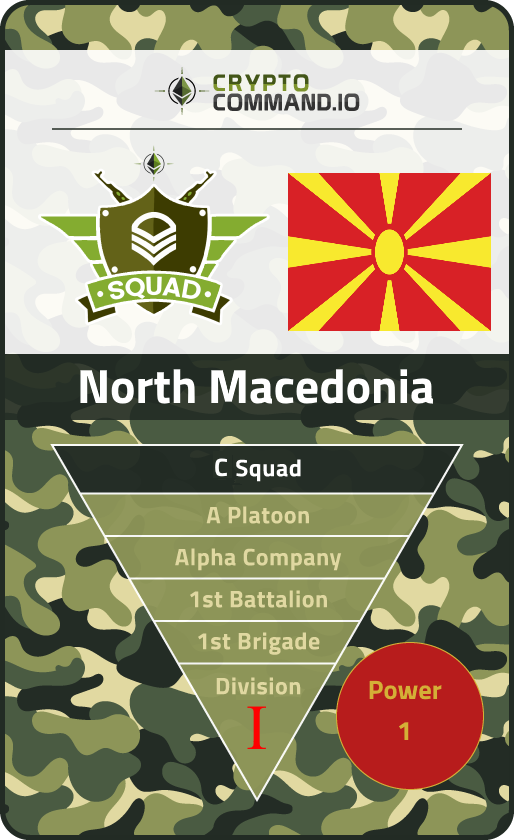 CRYPTO
COMMAND.IO
SQUAD
North Macedonia
C Squad
A Platoon
Alpha Company
1st Battalion
1st Brigade
Division
I
Power
1